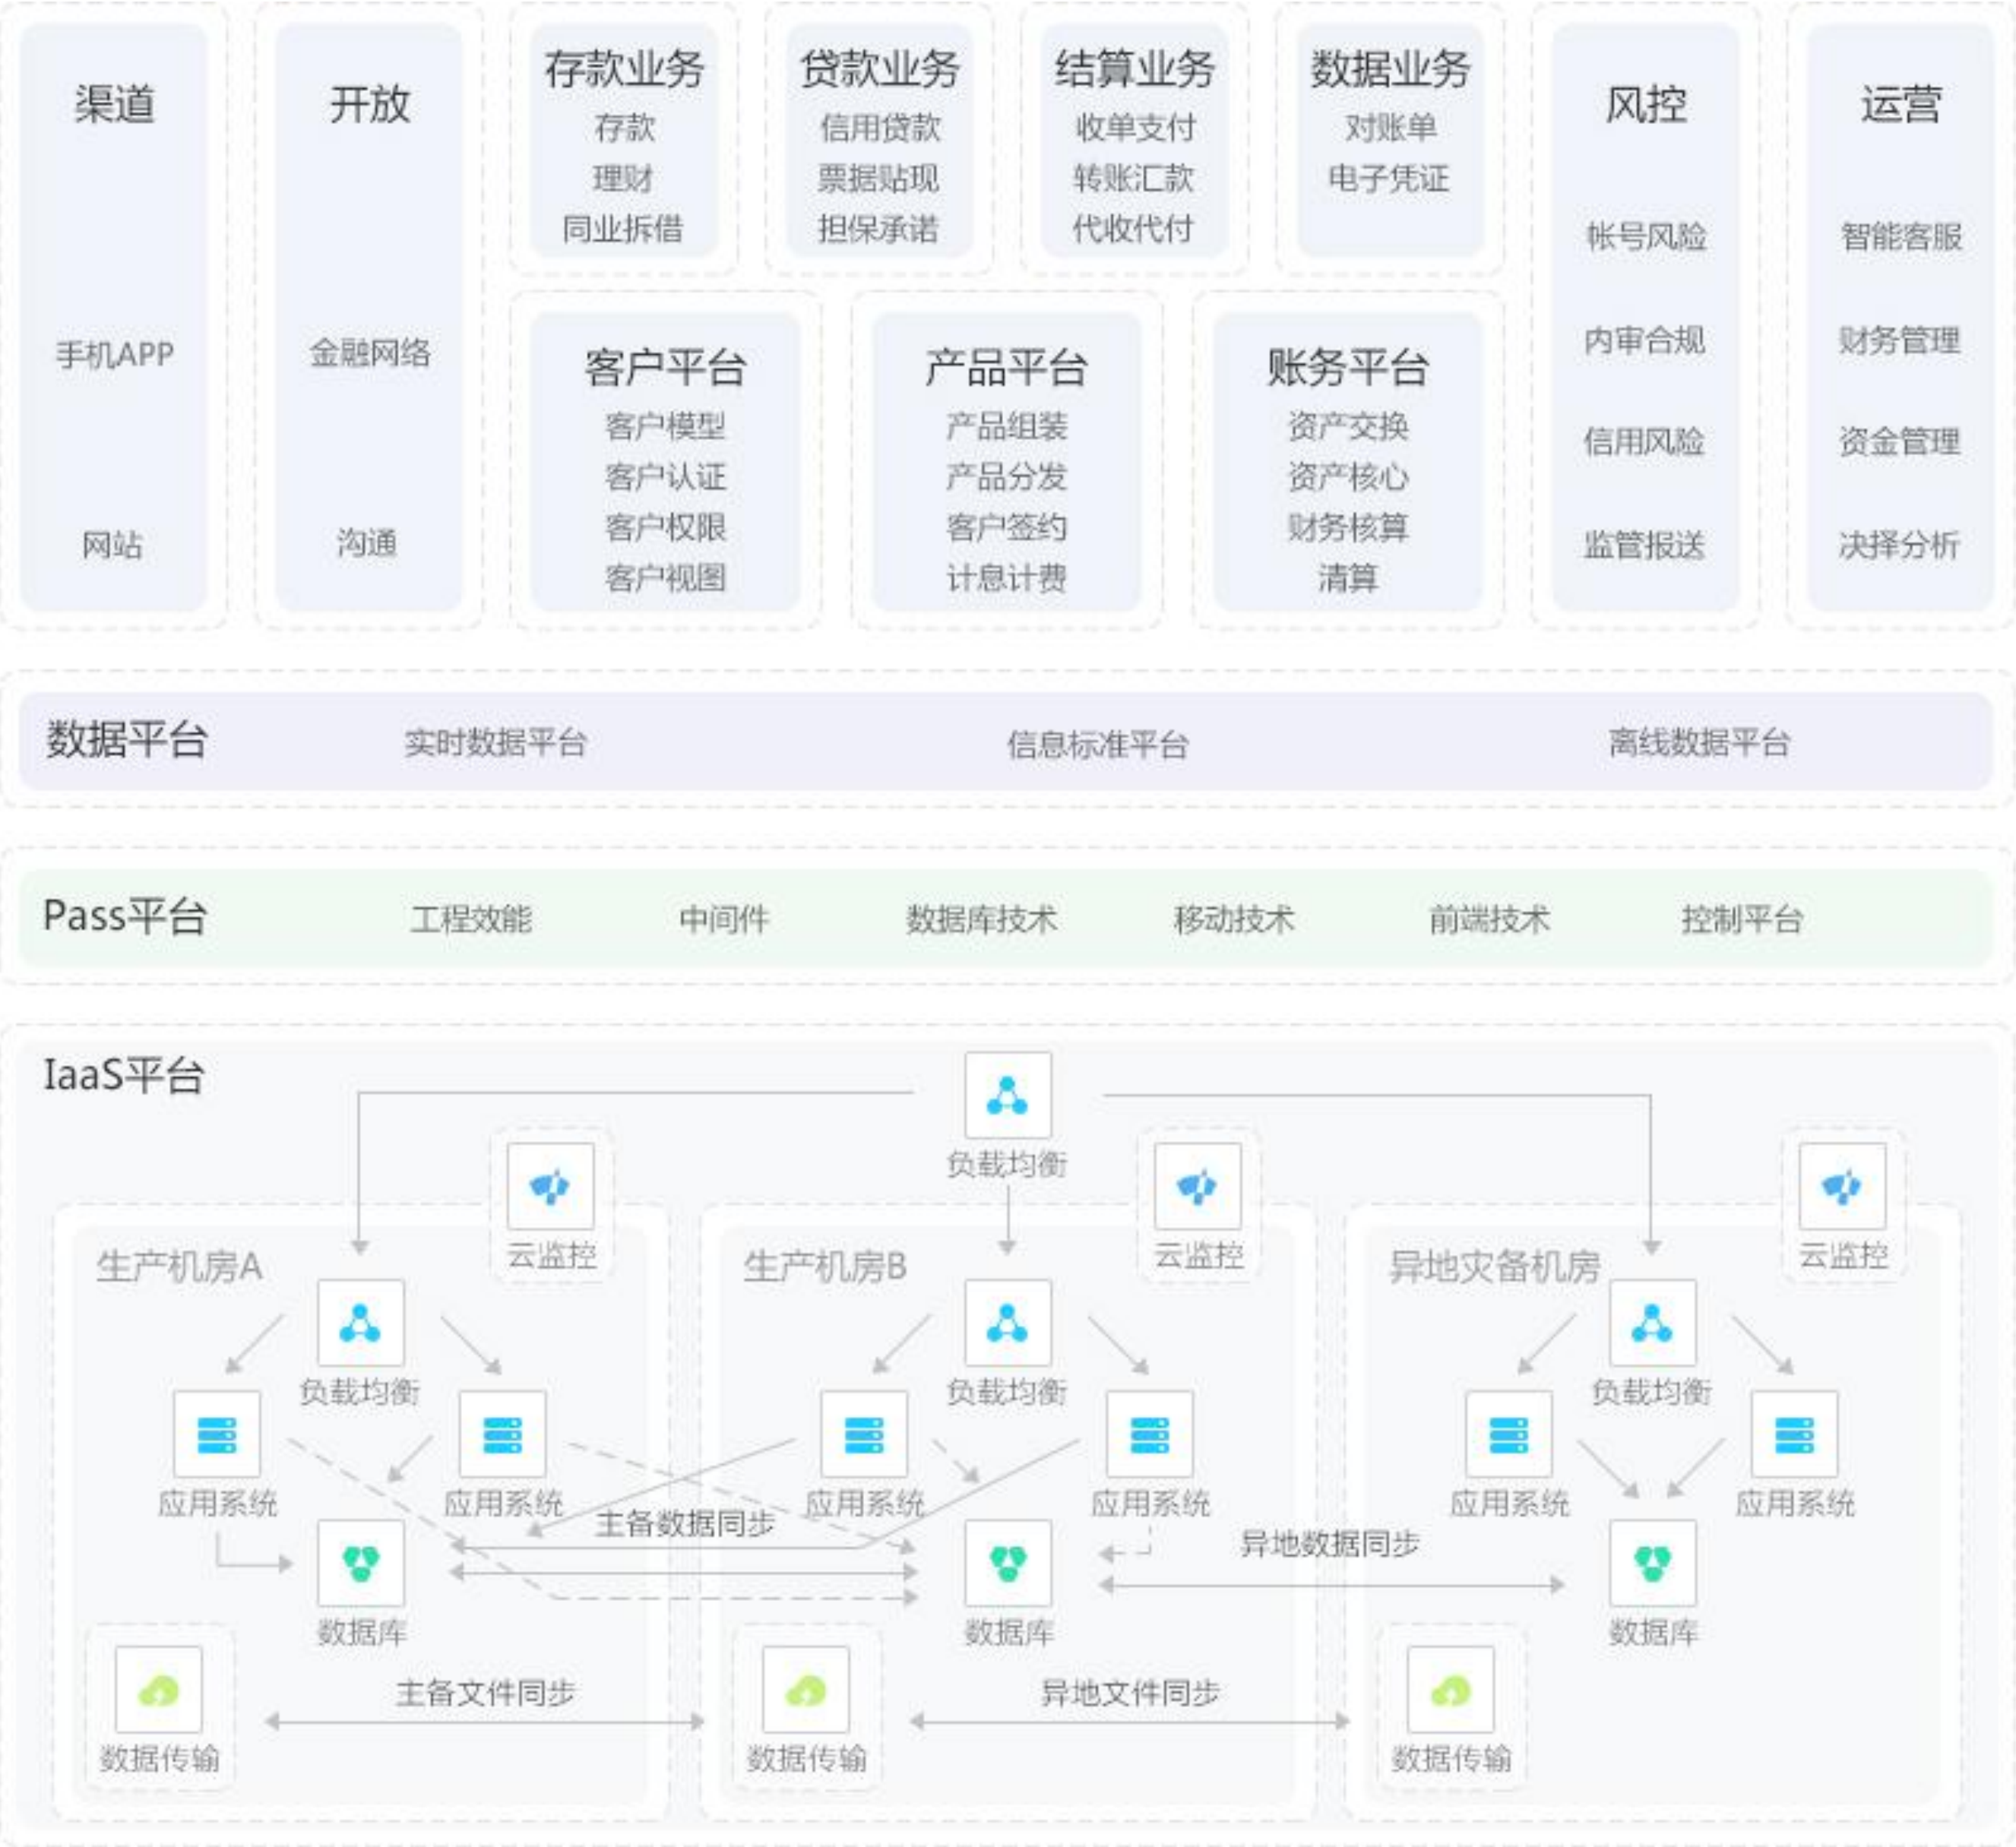 渠道
手机APP
网站
开放
金融网络
沟通
存款业务
存款
理财
同业拆借
贷款业务
信用贷款
票据贴现
担保承诺
结算业务
收单支付
转账汇款
代收代付
数据业务
对账单
电子凭证
客户平台
客户模型
客户认证
客户权限
客户视图
产品平台
产品组装
产品分发
客户签约
计息计费
账务平台
资产交换
资产核心
财务核算
清算
风控
帐号风险
内审合规
信用风险
监管报送
运营
智能客服
财务管理
资金管理
决择分析
数据平台
实时数据平台
信息标准平台
离线数据平台
Pass平台
工程效能
中间件
数据库技术
移动技术
前端技术
控制平台
IaaS平台
负载均衡
生产机房A
云监控
负载均衡
应用系统
应用系统
数据库
数据传输
主备数据同步
主备文件同步
生产机房B
云监控
负载均衡
应用系统
应用系统
数据库
数据传输
异地数据同步
异地文件同步
异地灾备机房
云监控
负载均衡
应用系统
应用系统
数据库
数据传输